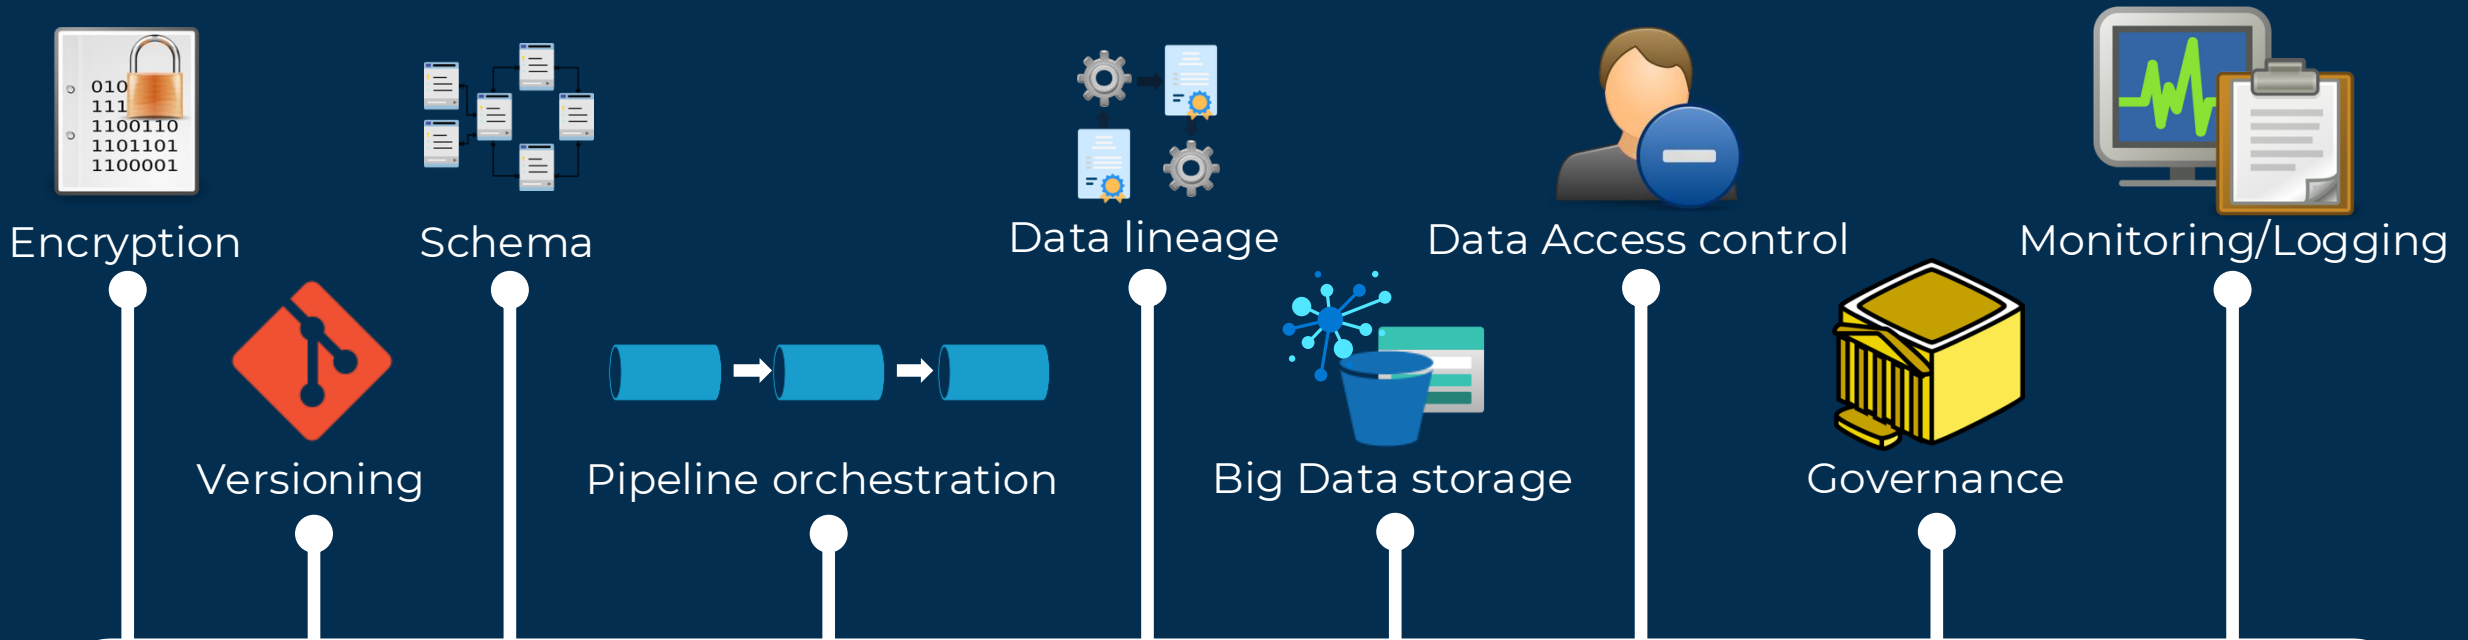 010
111
1100110
1101101
1100001
Encryption
Versioning
Schema
Pipeline orchestration
Data lineage
Big Data storage
Data Access control
Governance
Monitoring/Logging